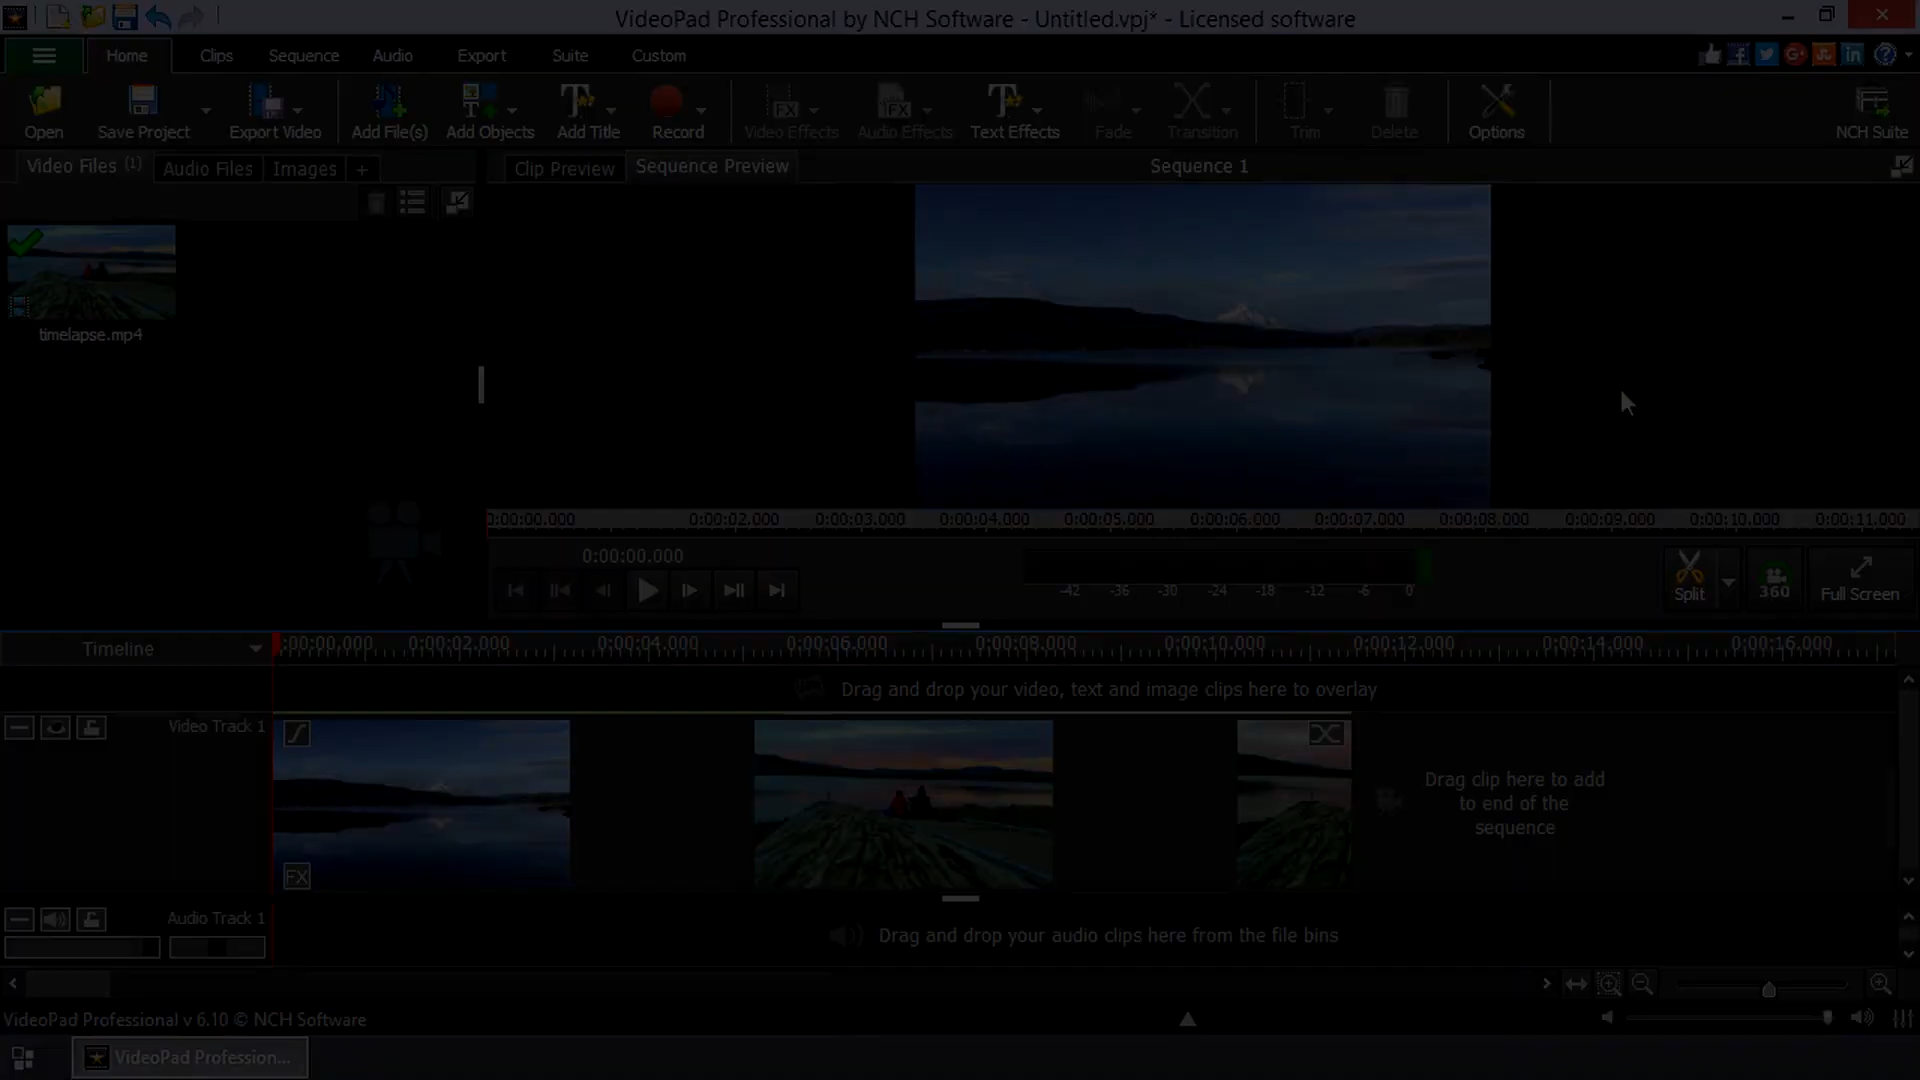 VideoPad Professional by NCH Software - Untitled.vpj* - Licensed software
Home Clips Sequence Audio Export Suite Custom
Open Save Project Export Video Add File(s) Add Objects Add Title Record Video Effects Audio Effects Text Effects Fade Transition Trim Delete Options NCH Suite
Video Files (1) Audio Files Images + Clip Preview Sequence Preview Sequence 1
timelapse.mp4
0:00:00.000 0:00:02.000 0:00:03.000 0:00:04.000 0:00:05.000 0:00:06.000 0:00:07.000 0:00:08.000 0:00:09.000 0:00:10.000 0:00:11.000
0:00:00.000
-42 -36 -30 -24 -18 -12 -6 0
Split 360 Full Screen
Timeline :00:00.000 0:00:02.000 0:00:04.000 0:00:06.000 0:00:08.000 0:00:10.000 0:00:12.000 0:00:14.000 0:00:16.000
Drag and drop your video, text and image clips here to overlay
Video Track 1
Drag clip here to add
to end of the
sequence
FX
Audio Track 1
Drag and drop your audio clips here from the file bins
VideoPad Professional v 6.10 © NCH Software
VideoPad Profession...